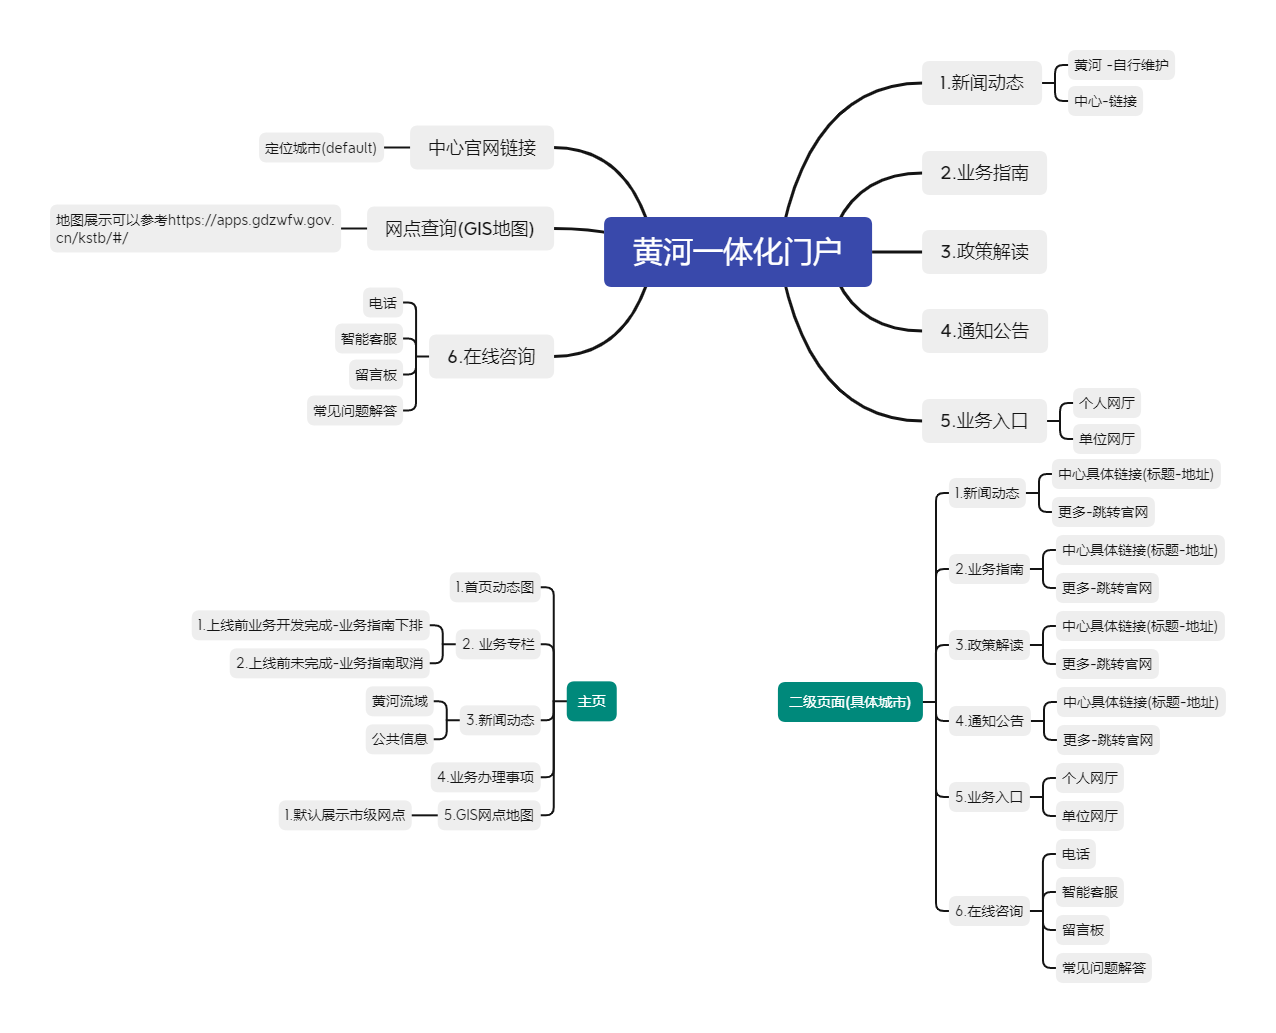 黄河一体化门户
1.新闻动态
黄河 -自行维护
中心-链接
2.业务指南
3.政策解读
4.通知公告
5.业务入口
个人网厅
单位网厅
中心官网链接
定位城市(default)
网点查询(GIS地图)
地图展示可以参考https://apps.gdzwfw.gov.
cn/kstb/#/
6.在线咨询
电话
智能客服
留言板
常见问题解答
主页
1.首页动态图
2. 业务专栏
1.上线前业务开发完成-业务指南下排
2.上线前未完成-业务指南取消
3.新闻动态
黄河流域
公共信息
4.业务办理事项
5.GIS网点地图
1.默认展示市级网点
二级页面(具体城市)
1.新闻动态
中心具体链接(标题-地址)
更多-跳转官网
2.业务指南
中心具体链接(标题-地址)
更多-跳转官网
3.政策解读
中心具体链接(标题-地址)
更多-跳转官网
4.通知公告
中心具体链接(标题-地址)
更多-跳转官网
5.业务入口
个人网厅
单位网厅
6.在线咨询
电话
智能客服
留言板
常见问题解答